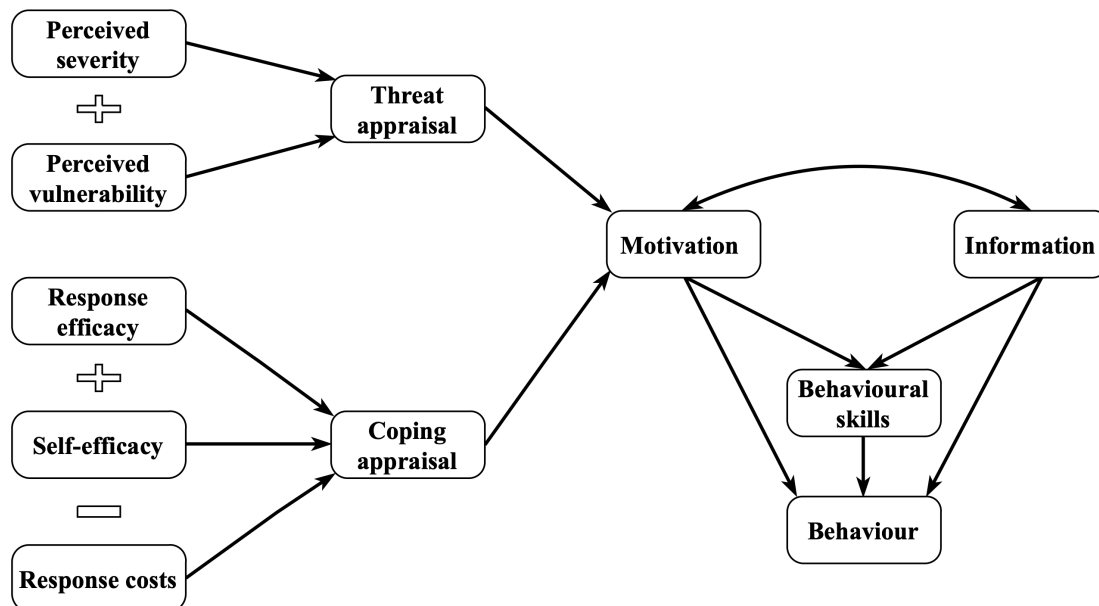 Perceived
severity
Threat
appraisal
Perceived
vulnerability
Motivation
Information
Response
efficacy
Behavioural
skills
Self-efficacy
Coping
appraisal
Behaviour
Response costs